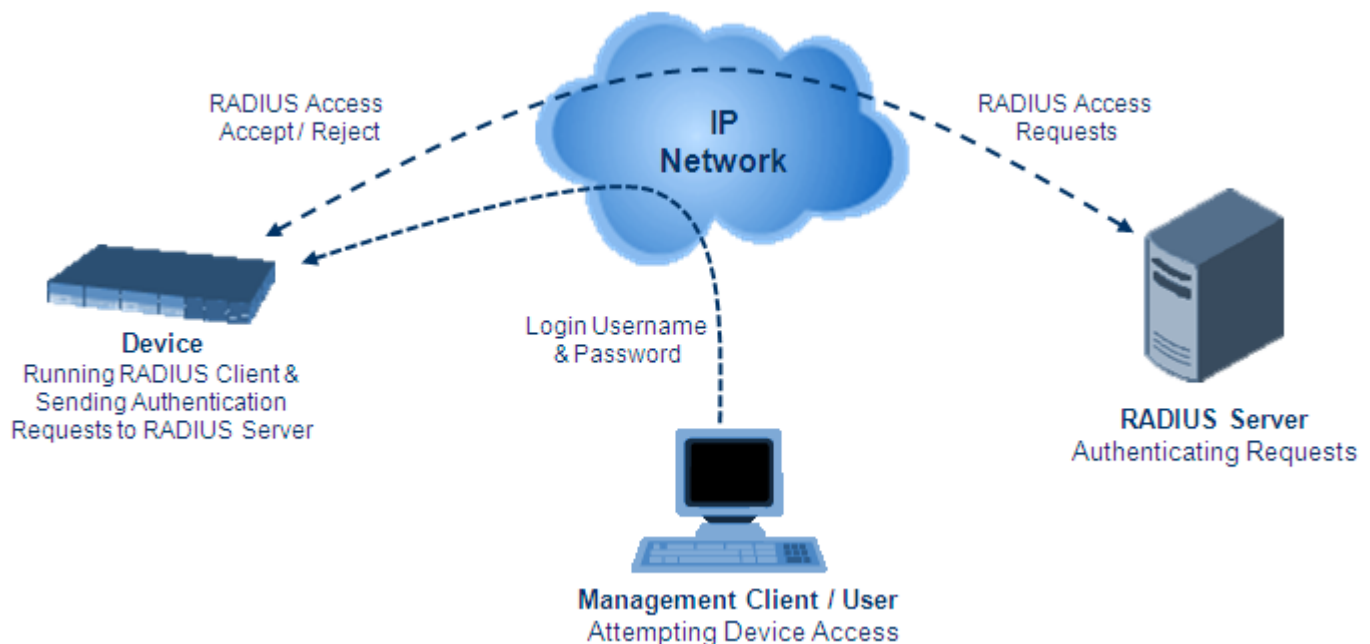 RADIUS Access
Accept / Reject
IP
Network
RADIUS Access
Requests
Device
Running RADIUS Client &
Sending Authentication
Requests to RADIUS Server
Login Username
& Password
RADIUS Server
Authenticating Requests
Management Client / User
Attempting Device Access